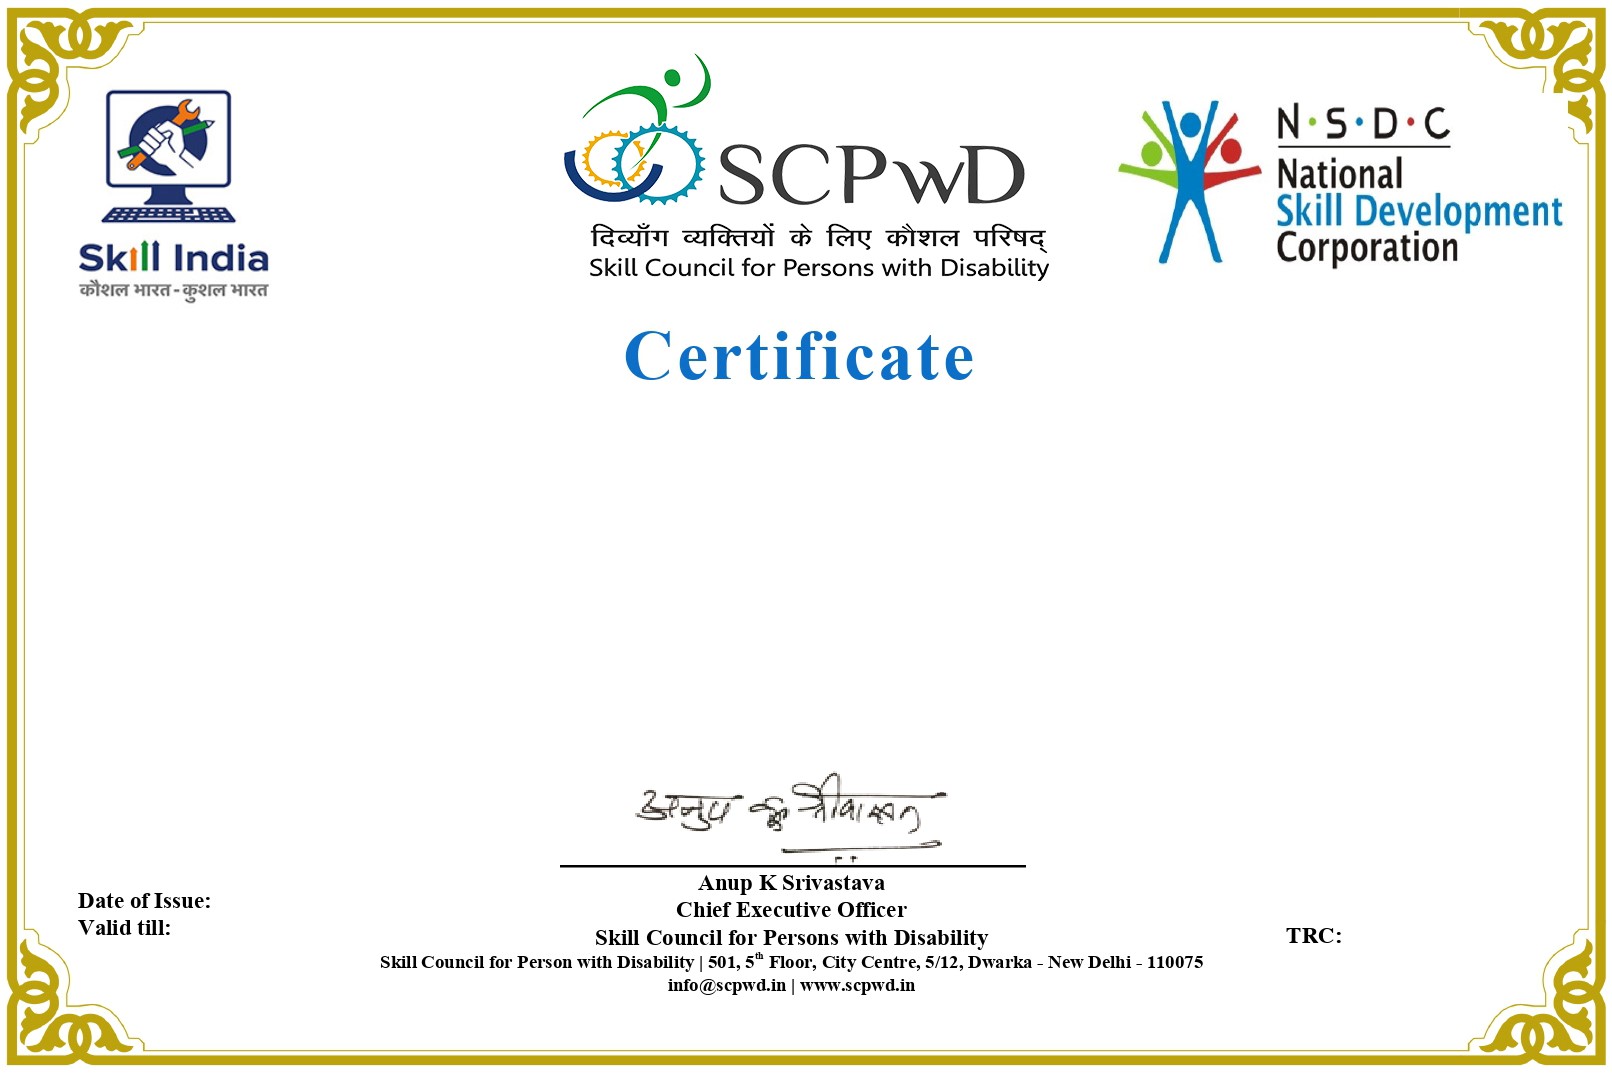 Skill India
कौशल भारत - कुशल भारत
SCPwD
दिव्याँग व्यक्तियों के लिए कौशल परिषद्
Skill Council for Persons with Disability
N·S·D·C
National
Skill Development
Corporation
Certificate
अनुप कु श्रीवास्तव
Anup K Srivastava
Chief Executive Officer
Skill Council for Persons with Disability
Skill Council for Person with Disability | 501, 5th Floor, City Centre, 5/12, Dwarka - New Delhi - 110075
info@scpwd.in | www.scpwd.in
Date of Issue:
Valid till:
TRC: